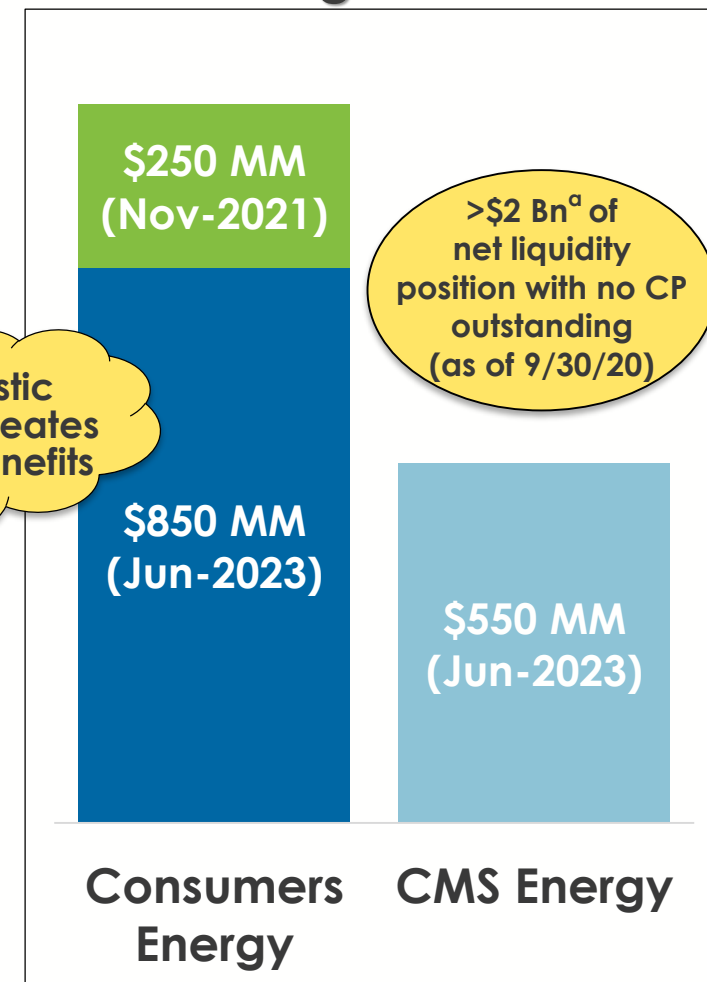 $250 MM
(Nov-2021)
>$2 Bnᵃ of
net liquidity
position with no CP
outstanding
(as of 9/30/20)
$850 MM
(Jun-2023)
$550 MM
(Jun-2023)
Consumers
Energy
CMS Energy